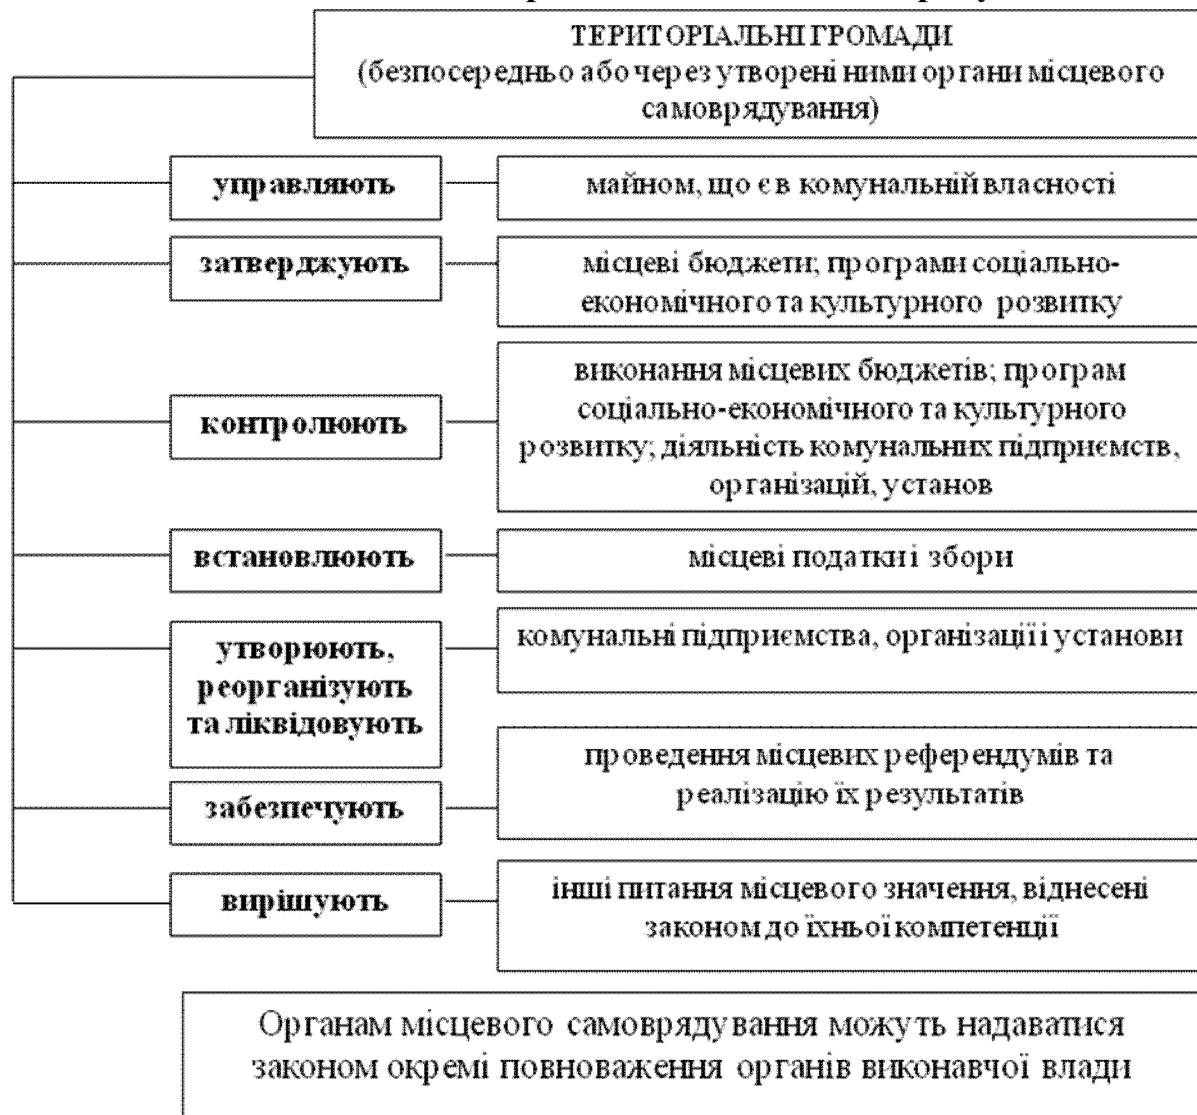 ТЕРИТОРІАЛЬНІ ГРОМАДИ
(безпосередньо або через утворені ними органи місцевого
самоврядування)
управляють
майном, що є в комунальній власності
затверджують
місцеві бюджети; програми соціально-
економічного та культурного розвитку
контролюють
виконання місцевих бюджетів; програм
соціально-економічного та культурного
розвитку; діяльність комунальних підприємств,
організацій, установ
встановлюють
місцеві податки і збори
утворюють,
реорганізують
та ліквідовують
комунальні підприємства, організації і установи
забезпечують
проведення місцевих референдумів та
реалізацію їх результатів
вирішують
інші питання місцевого значення, віднесені
законом до їхньої компетенції
Органам місцевого самоврядування можуть надаватися
законом окремі повноваження органів виконавчої влади